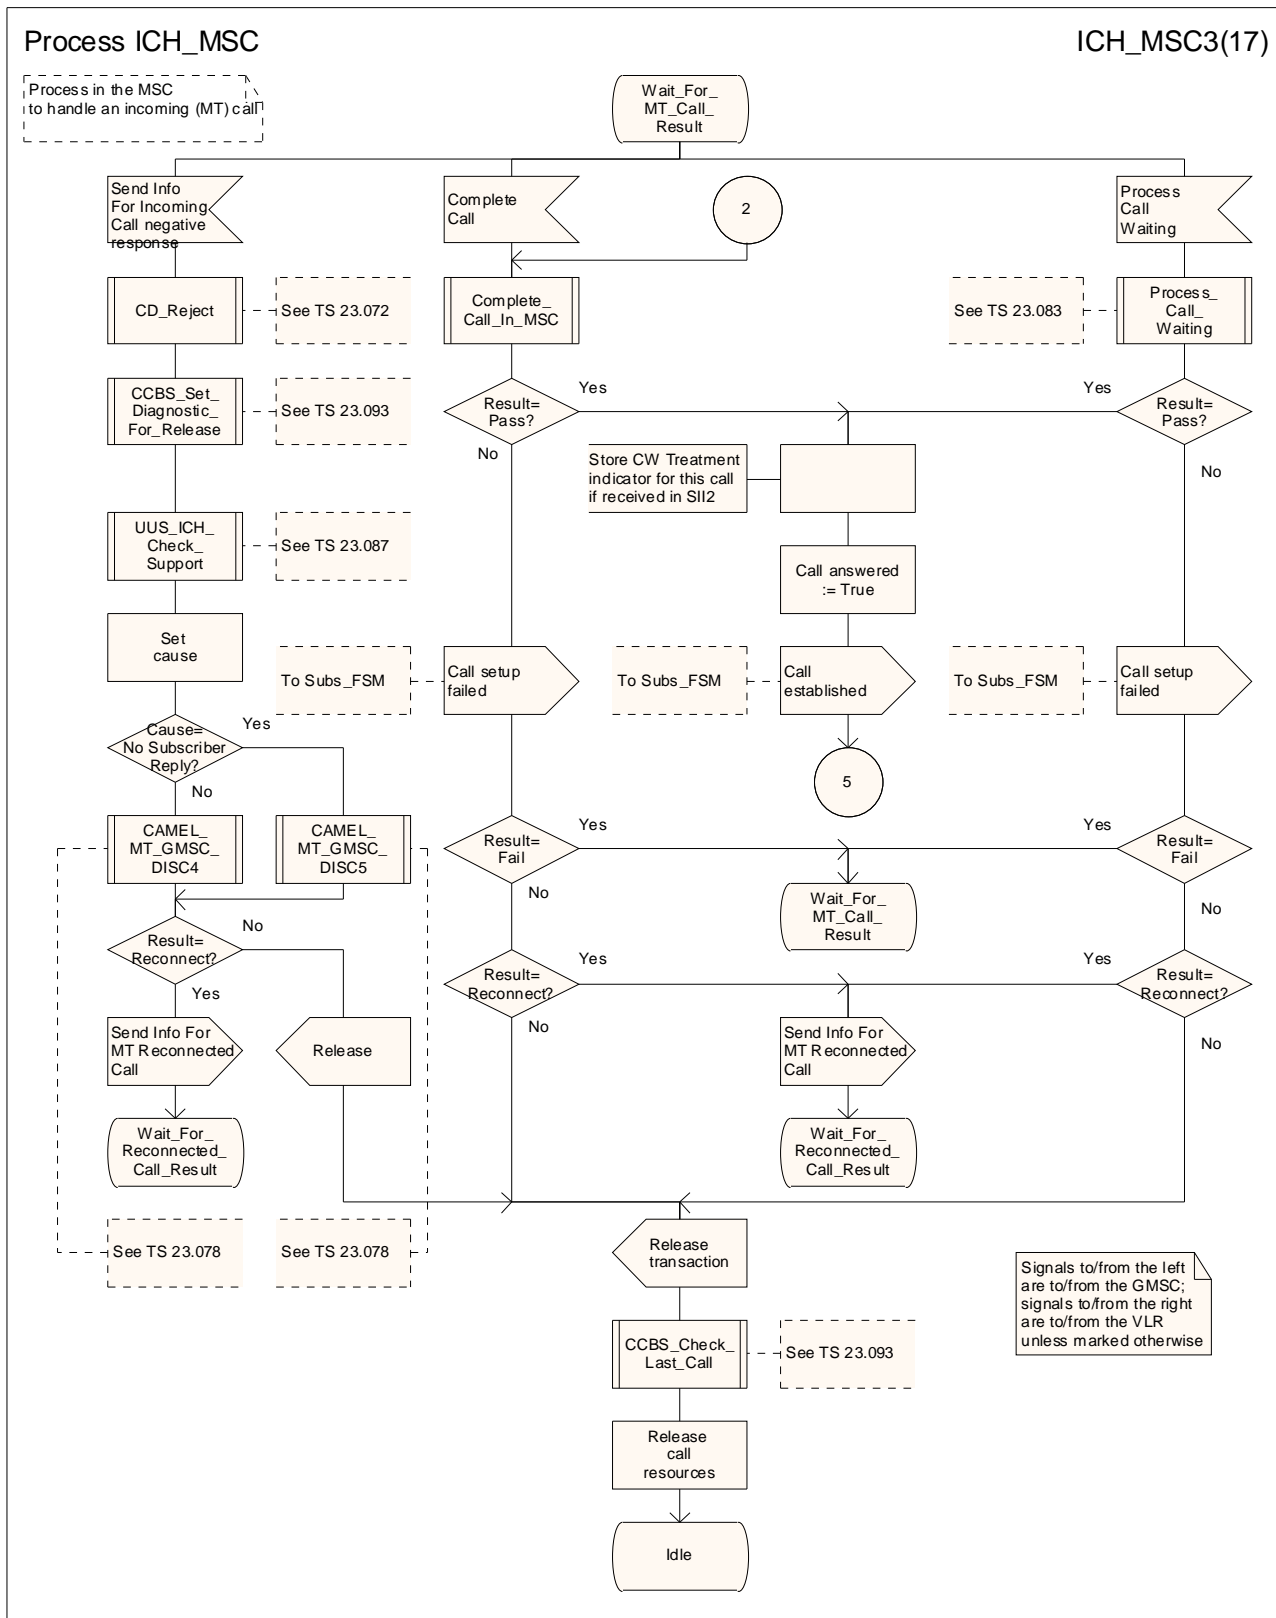 Process ICH_MSC
ICH_MSC3(17)
Process in the MSC
to handle an incoming (MT) call
Wait_For_
MT_Call_
Result
Send Info
For Incoming
Call negative
response
Complete
Call
2
Process
Call
Waiting
CD_Reject
See TS 23.072
Complete_
Call_In_MSC
See TS 23.083
Process_
Call_
Waiting
CCBS_Set_
Diagnostic_
For_Release
See TS 23.093
Result=
Pass?
Yes
No
Yes
Result=
Pass?
No
Store CW Treatment
indicator for this call
if received in SII2
UUS_ICH_
Check_
Support
See TS 23.087
Call answered
:= True
Set
cause
To Subs_FSM
Call setup
failed
To Subs_FSM
Call
established
To Subs_FSM
Call setup
failed
Cause=
No Subscriber
Reply?
Yes
No
5
CAMEL_
MT_GMSC_
DISC4
CAMEL_
MT_GMSC_
DISC5
Result=
Fail
Yes
No
Yes
Result=
Fail
No
Wait_For_
MT_Call_
Result
Result=
Reconnect?
No
Yes
Result=
Reconnect?
Yes
No
Yes
Result=
Reconnect?
No
Send Info For
MT Reconnected
Call
Release
Send Info For
MT Reconnected
Call
Wait_For_
Reconnected_
Call_Result
Wait_For_
Reconnected_
Call_Result
See TS 23.078
See TS 23.078
Release
transaction
Signals to/from the left
are to/from the GMSC;
signals to/from the right
are to/from the VLR
unless marked otherwise
CCBS_Check_
Last_Call
See TS 23.093
Release
call
resources
Idle